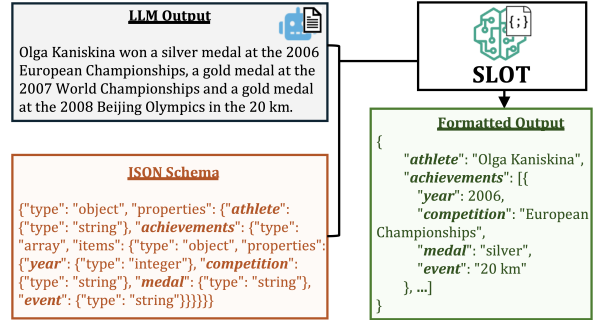 LLM Output
Olga Kaniskina won a silver medal at the 2006
European Championships, a gold medal at the
2007 World Championships and a gold medal
at the 2008 Beijing Olympics in the 20 km.
JSON Schema
{"type": "object", "properties": {"athlete":
{"type": "string"}, "achievements": {"type":
"array", "items": {"type": "object", "properties":
{"year": {"type": "integer"}, "competition":
{"type": "string"}, "medal": {"type": "string"},
"event": {"type": "string"}}}}}}
{;}
SLOT
Formatted Output
{
"athlete": "Olga Kaniskina",
"achievements": [{
"year": 2006,
"competition": "European
Championships",
"medal": "silver",
"event": "20 km"
}, ...]
}